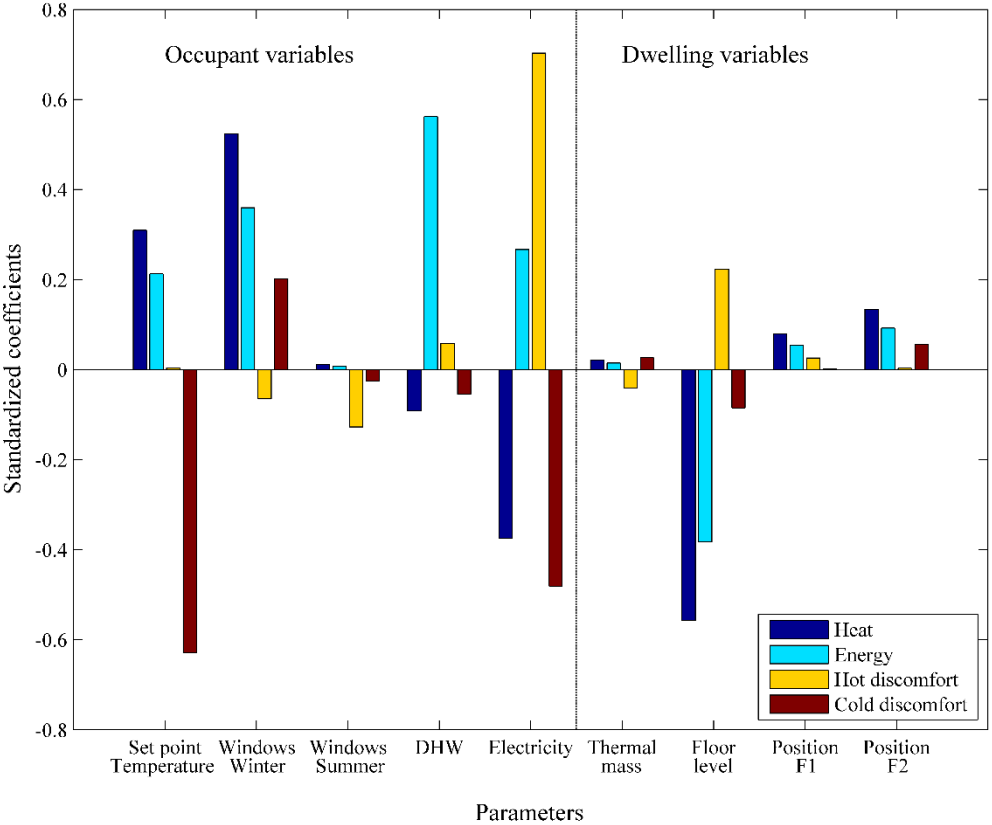 0.8
0.6
0.4
0.2
0
-0.2
-0.4
-0.6
-0.8
Standardized coefficients
Occupant variables
Dwelling variables
Heat
Energy
Hot discomfort
Cold discomfort
Set point
Temperature
Windows
Winter
Windows
Summer
DHW
Electricity
Thermal
mass
Floor
level
Position
F1
Position
F2
Parameters